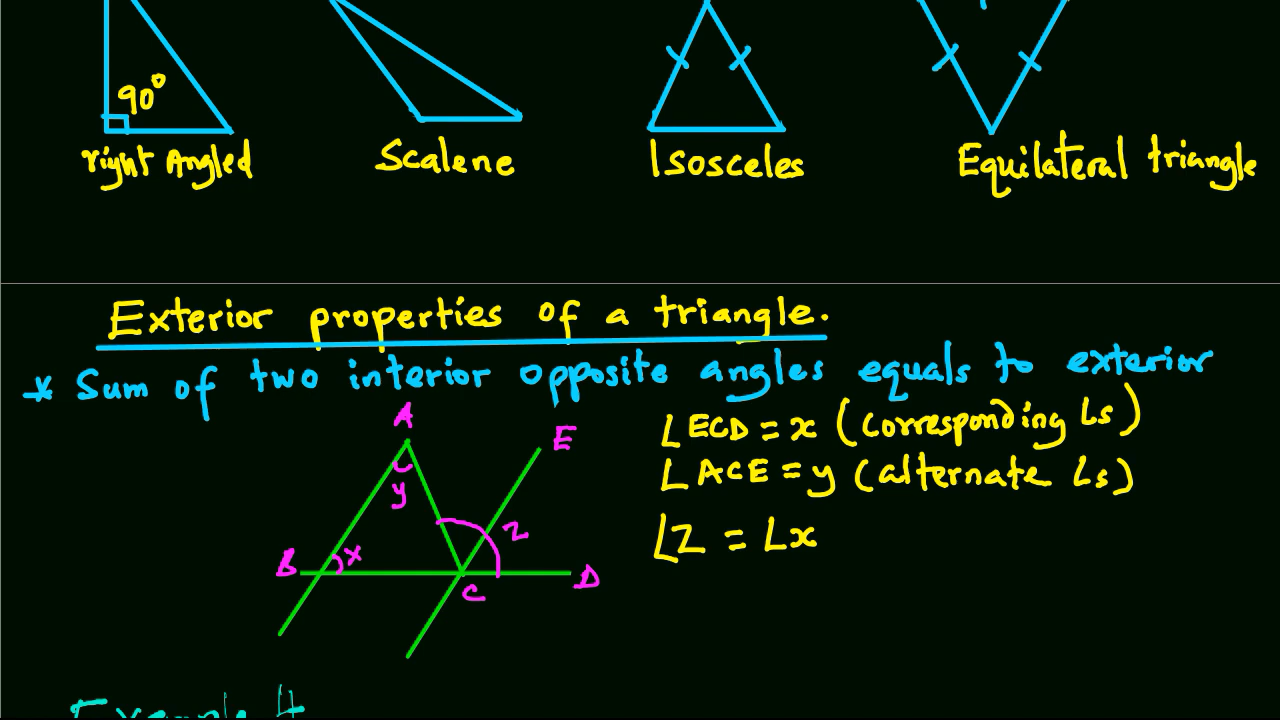 90°
right Angled
Scalene
Isosceles
Equilateral triangle
Exterior properties of a triangle.
* Sum of two interior opposite angles equals to exterior
A
E
y
z
B
x
C
D
∠ECD = x (corresponding ∠s)
∠ACE = y (alternate ∠s)
∠Z = ∠x